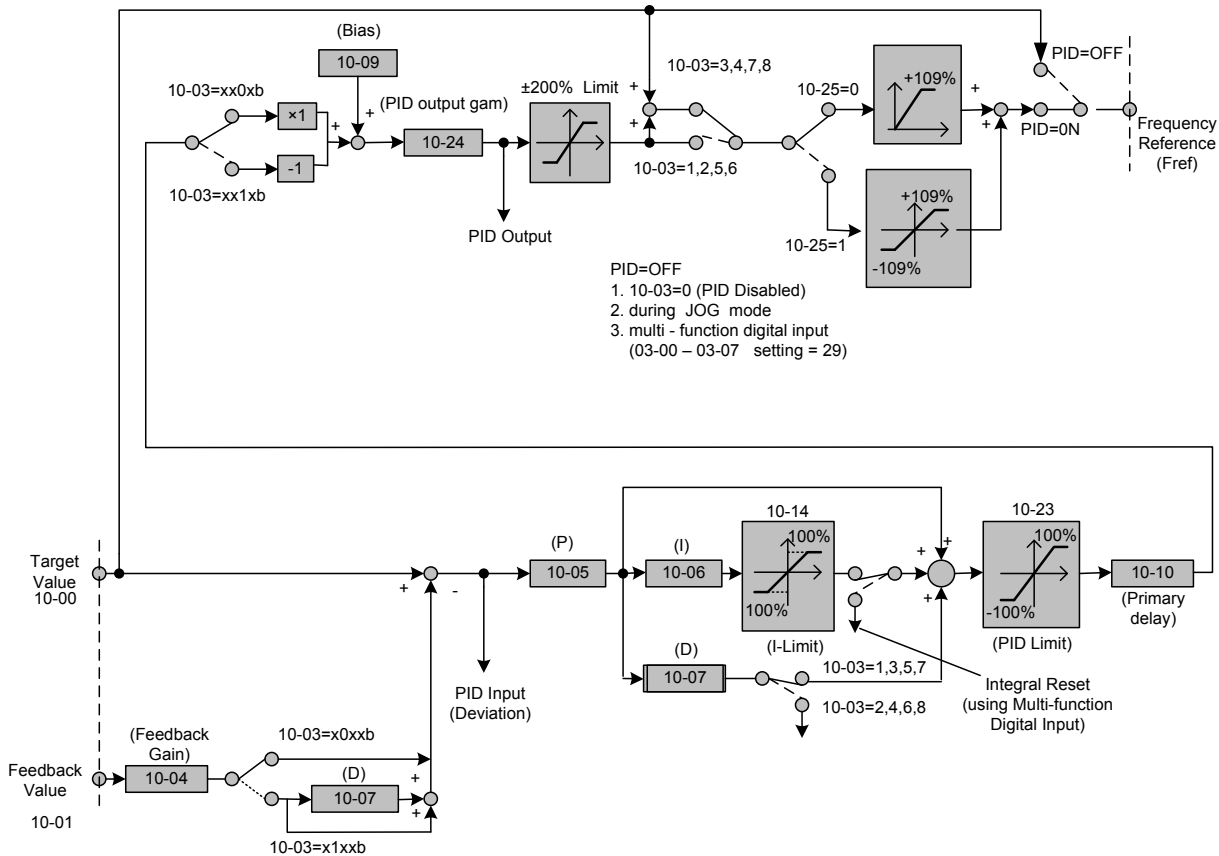 (Bias)
10-09
10-03=xx0xb
×1
-1
10-03=xx1xb
+
+
(PID output gam)
10-24
PID Output
±200% Limit
10-03=3,4,7,8
+
+
10-03=1,2,5,6
10-25=0
+109%
+
10-25=1
+109%
-109%
+
PID=OFF
PID=0N
Frequency
Reference
(Fref)
PID=OFF
1. 10-03=0 (PID Disabled)
2. during JOG mode
3. multi - function digital input
(03-00 – 03-07 setting = 29)
Target
Value
10-00
+
-
PID Input
(Deviation)
(P)
10-05
(I)
10-06
10-14
100%
100%
(I-Limit)
(D)
10-07
10-03=1,3,5,7
10-03=2,4,6,8
+
+
+
Integral Reset
(using Multi-function
Digital Input)
10-23
100%
-100%
(PID Limit)
10-10
(Primary
delay)
Feedback
Value
10-01
(Feedback
Gain)
10-04
10-03=x0xxb
(D)
10-07
+
+
10-03=x1xxb